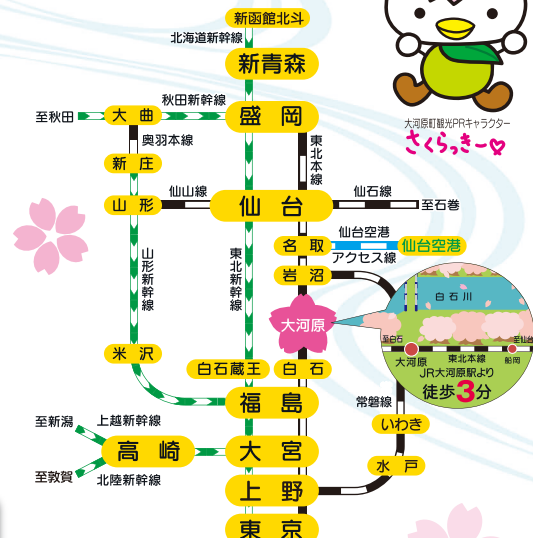 新函館北斗
北海道新幹線
新青森
秋田新幹線
至秋田
大曲
盛岡
大河原町観光PRキャラクター
さくらっきー
奥羽本線
東北本線
新庄
仙山線
仙石線
山形
仙台
至石巻
仙台空港
アクセス線
名取
仙台空港
山形新幹線
東北新幹線
岩沼
白石川
大河原
至白石
至仙台
大河原
東北本線
船岡
JR大河原駅より
徒歩3分
米沢
白石蔵王
白石
福島
常磐線
至新潟
上越新幹線
いわき
高崎
大宮
至敦賀
北陸新幹線
水戸
上野
東京